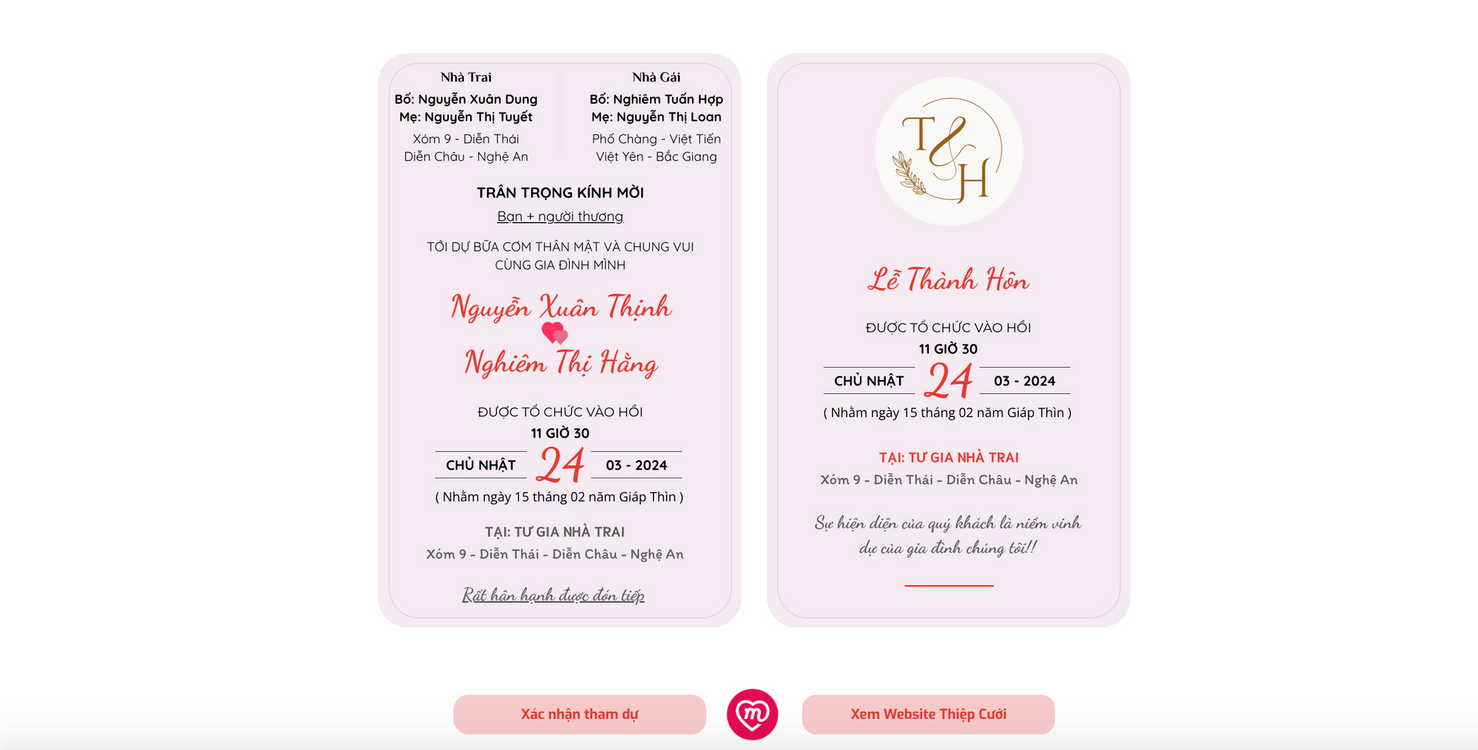 Nhà Trai
Bố: Nguyễn Xuân Dung
Mẹ: Nguyễn Thị Tuyết
Xóm 9 - Diễn Thái
Diễn Châu - Nghệ An
Nhà Gái
Bố: Nghiêm Tuấn Hợp
Mẹ: Nguyễn Thị Loan
Phố Chàng - Việt Tiến
Việt Yên - Bắc Giang
TRÂN TRỌNG KÍNH MỜI
Bạn + người thương
TỚI DỰ BỮA CƠM THÂN MẬT VÀ CHUNG VUI
CÙNG GIA ĐÌNH MÌNH
Nguyễn Xuân Thịnh
Nghiêm Thị Hằng
ĐƯỢC TỔ CHỨC VÀO HỒI
11 GIỜ 30
CHỦ NHẬT 24 03 - 2024
( Nhằm ngày 15 tháng 02 năm Giáp Thìn )
TẠI: TƯ GIA NHÀ TRAI
Xóm 9 - Diễn Thái - Diễn Châu - Nghệ An
Rất hân hạnh được đón tiếp
T & H
Lễ Thành Hôn
ĐƯỢC TỔ CHỨC VÀO HỒI
11 GIỜ 30
CHỦ NHẬT 24 03 - 2024
( Nhằm ngày 15 tháng 02 năm Giáp Thìn )
TẠI: TƯ GIA NHÀ TRAI
Xóm 9 - Diễn Thái - Diễn Châu - Nghệ An
Sự hiện diện của quý khách là niềm vinh
dự của gia đình chúng tôi!!
Xác nhận tham dự
m
Xem Website Thiệp Cưới